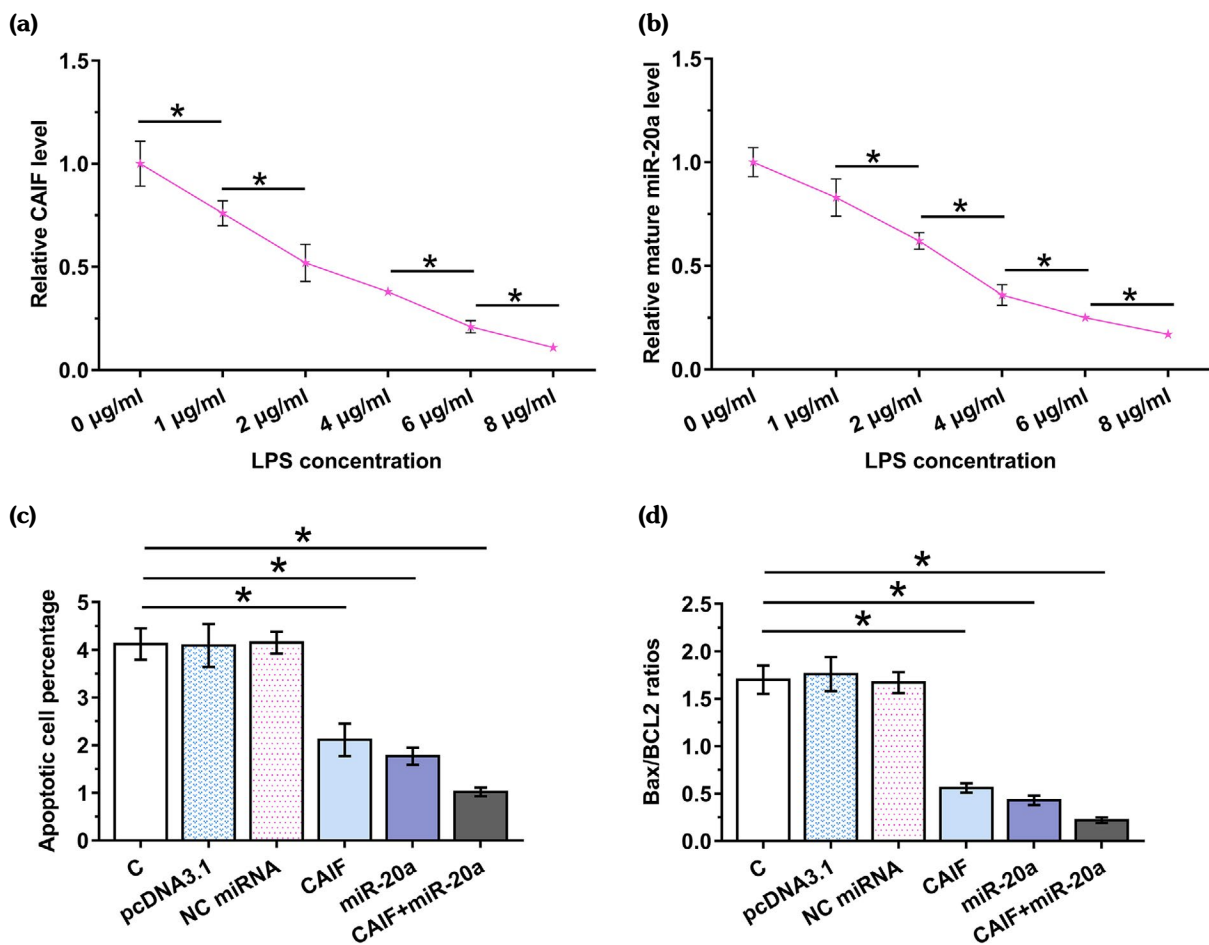 (a)
Relative CAIF level
1.5
1.0
0.5
0.0
*
*
*
*
0 μg/ml
1 μg/ml
2 μg/ml
4 μg/ml
6 μg/ml
8 μg/ml
LPS concentration
(b)
Relative mature miR-20a level
1.5
1.0
0.5
0.0
*
*
*
*
0 μg/ml
1 μg/ml
2 μg/ml
4 μg/ml
6 μg/ml
8 μg/ml
LPS concentration
(c)
Apoptotic cell percentage
5
4
3
2
1
0
*
*
*
C
pcDNA3.1
NC miRNA
CAIF
miR-20a
CAIF+miR-20a
(d)
Bax/BCL2 ratios
2.5
2.0
1.5
1.0
0.5
0.0
*
*
*
C
pcDNA3.1
NC miRNA
CAIF
miR-20a
CAIF+miR-20a